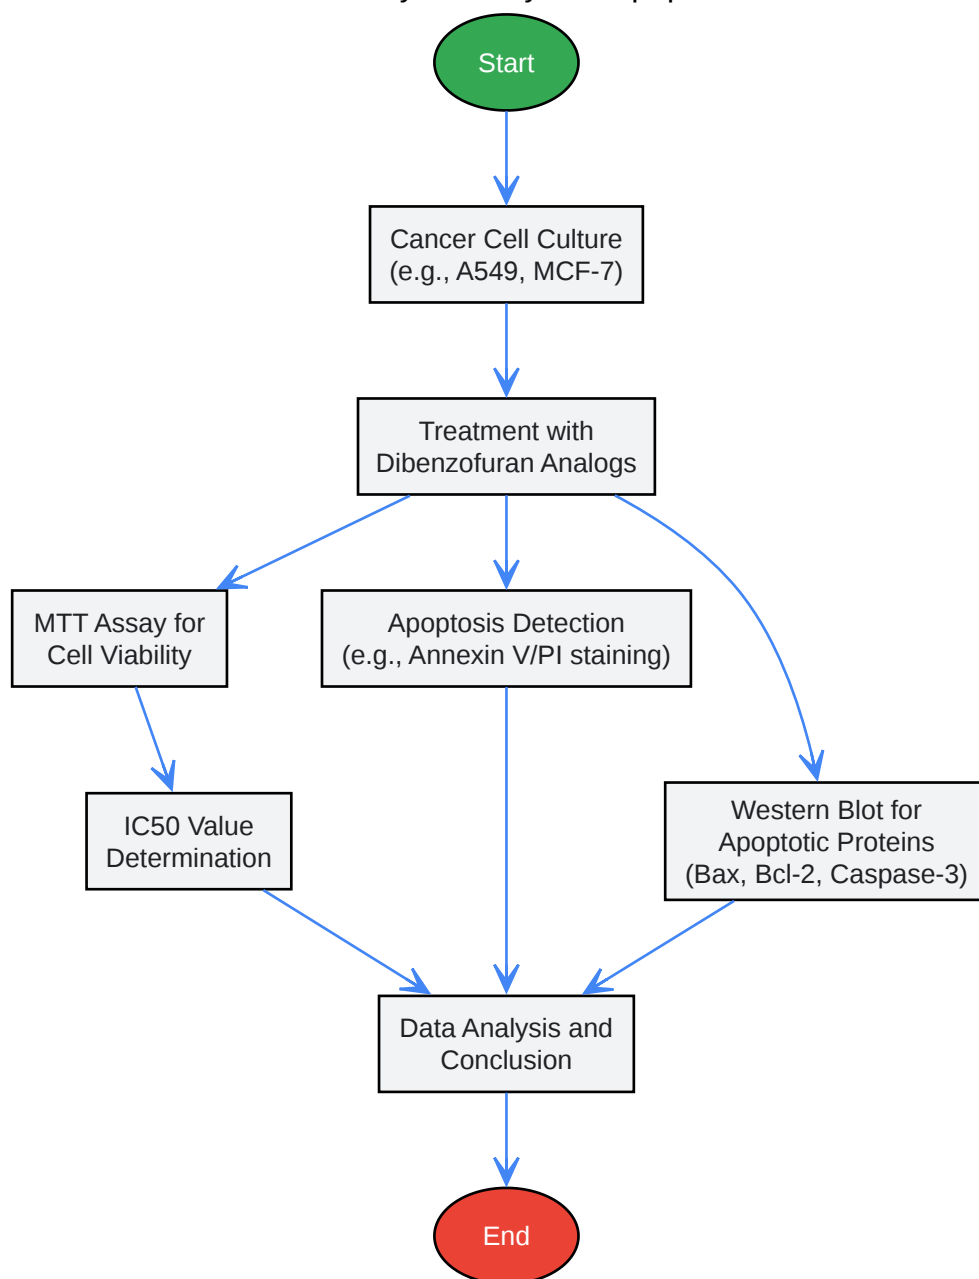 Start
Cancer Cell Culture
(e.g., A549, MCF-7)
Treatment with
Dibenzofuran Analogs
MTT Assay for
Cell Viability
Apoptosis Detection
(e.g., Annexin V/PI staining)
IC50 Value
Determination
Western Blot for
Apoptotic Proteins
(Bax, Bcl-2, Caspase-3)
Data Analysis and
Conclusion
End